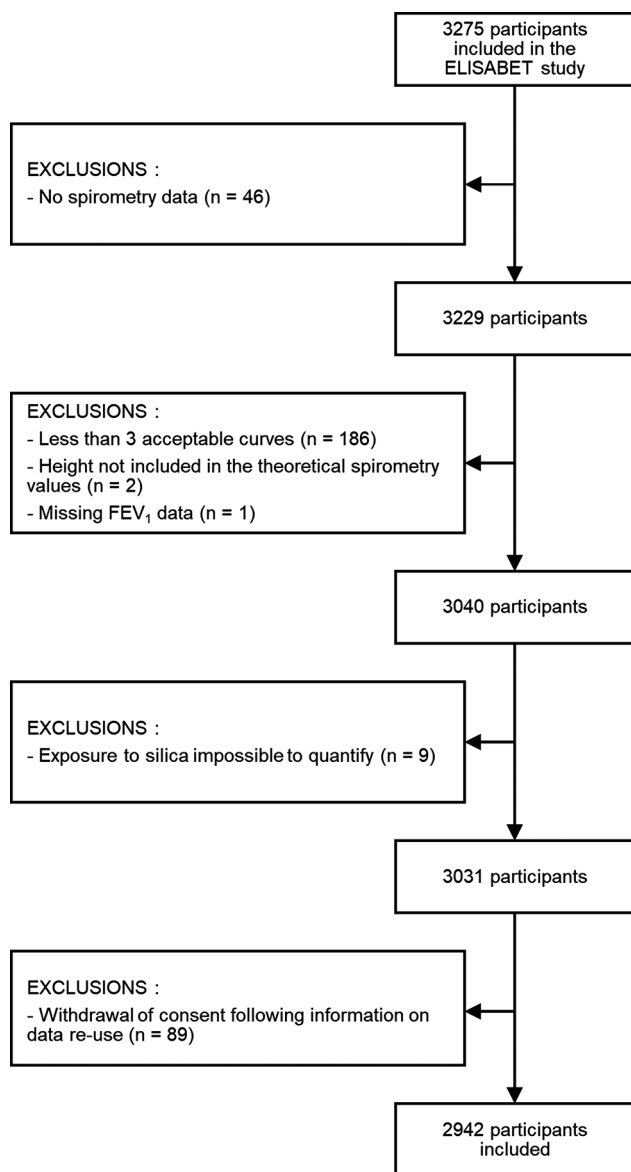 3275 participants
included in the
ELISABET study
EXCLUSIONS :
- No spirometry data (n = 46)
3229 participants
EXCLUSIONS :
- Less than 3 acceptable curves (n = 186)
- Height not included in the theoretical spirometry
values (n = 2)
- Missing FEV₁ data (n = 1)
3040 participants
EXCLUSIONS :
- Exposure to silica impossible to quantify (n = 9)
3031 participants
EXCLUSIONS :
- Withdrawal of consent following information on
data re-use (n = 89)
2942 participants
included